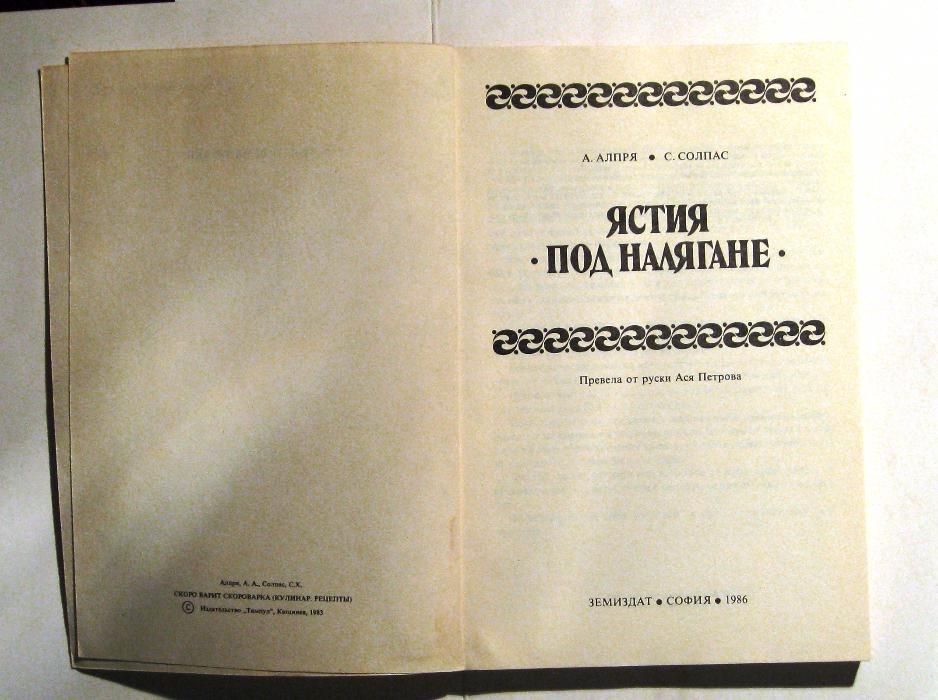 Алпря, А. А., Солпас, С.Х.
СКОРО ВАРИТ СКОРОВАРКА (КУЛИНАР. РЕЦЕПТЫ)
© Издательство „Тимпул", Кишинев, 1983
А. АЛПРЯ • С. СОЛПАС
ЯСТИЯ
• ПОД НАЛЯГАНЕ •
Превела от руски Ася Петрова
ЗЕМИЗДАТ • СОФИЯ • 1986